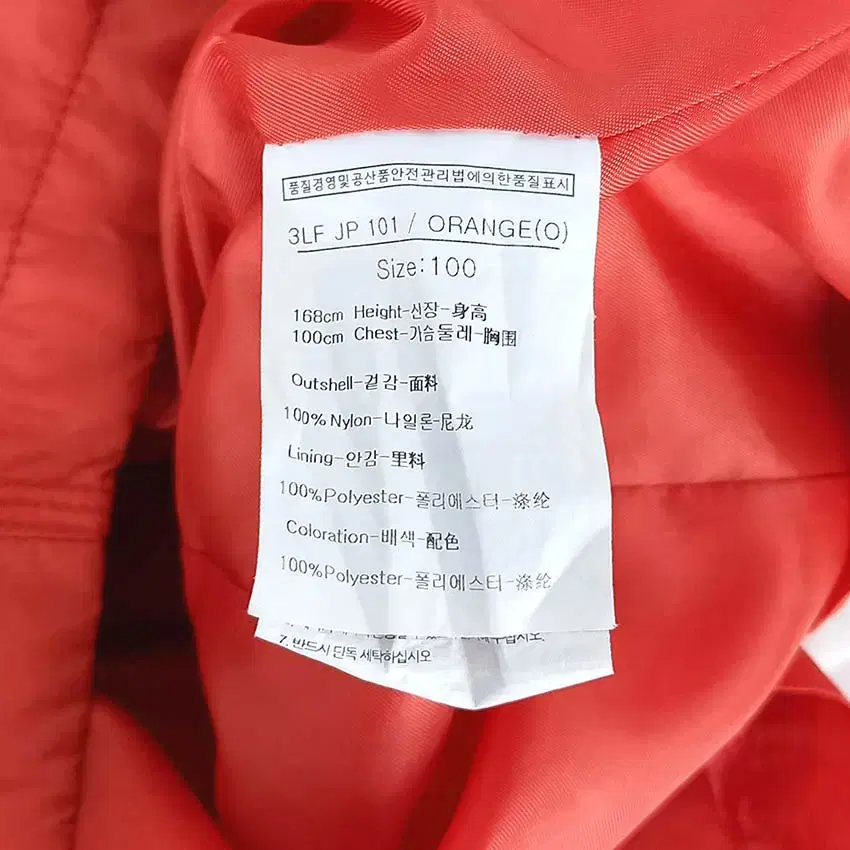 품질경영및공산품안전관리법에의한품질표시
3LF JP 101 / ORANGE(O)
Size:100
168cm Height-신장-身高
100cm Chest-가슴둘레-胸围
Outshell-겉감-面料
100%Nylon-나일론-尼龙
Lining-안감-里料
100%Polyester-폴리에스터-涤纶
Coloration-배색-配色
100%Polyester-폴리에스터-涤纶
7. 반드시 단독 세탁하십시오